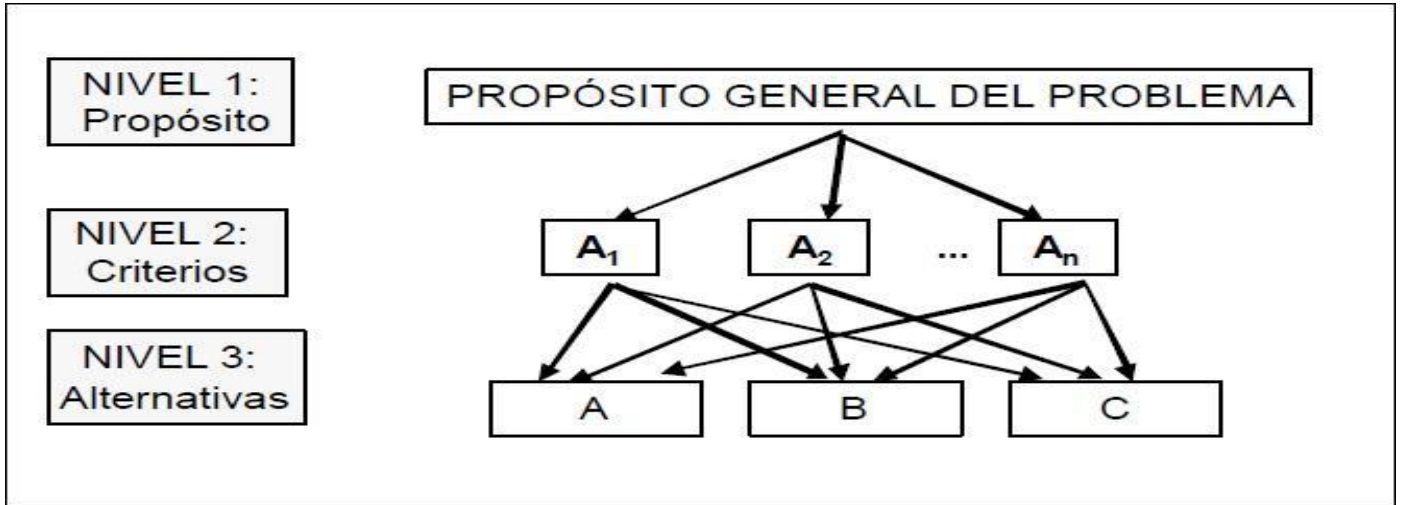 NIVEL 1:
Propósito
PROPÓSITO GENERAL DEL PROBLEMA
NIVEL 2:
Criterios
A₁
A₂
...
Aₙ
NIVEL 3:
Alternativas
A
B
C